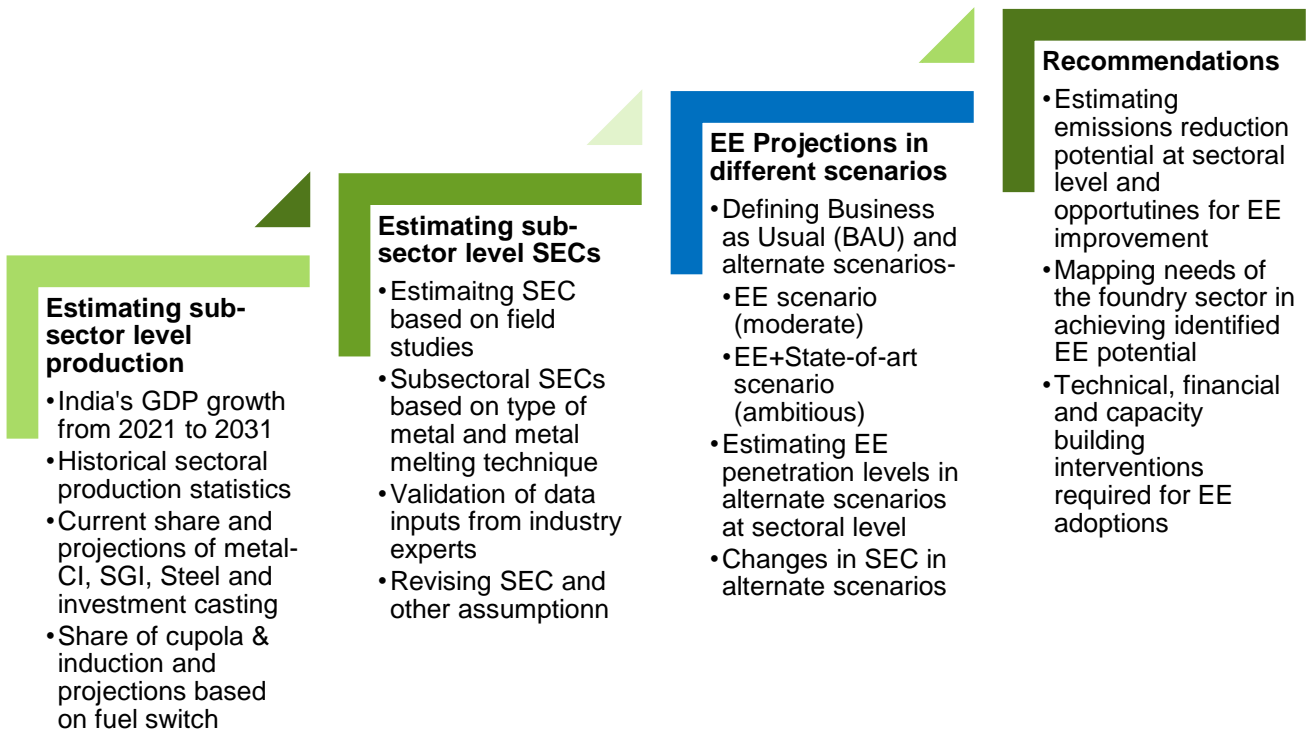 Estimating sub-
sector level
production
•India's GDP growth
from 2021 to 2031
•Historical sectoral
production statistics
•Current share and
projections of metal-
CI, SGI, Steel and
investment casting
•Share of cupola &
induction and
projections based
on fuel switch
Estimating sub-
sector level SECs
•Estimaitng SEC
based on field
studies
•Subsectoral SECs
based on type of
metal and metal
melting technique
•Validation of data
inputs from industry
experts
•Revising SEC and
other assumptionn
EE Projections in
different scenarios
•Defining Business
as Usual (BAU) and
alternate scenarios-
•EE scenario
(moderate)
•EE+State-of-art
scenario
(ambitious)
•Estimating EE
penetration levels in
alternate scenarios
at sectoral level
•Changes in SEC in
alternate scenarios
Recommendations
•Estimating
emissions reduction
potential at sectoral
level and
opportutines for EE
improvement
•Mapping needs of
the foundry sector in
achieving identified
EE potential
•Technical, financial
and capacity
building
interventions
required for EE
adoptions